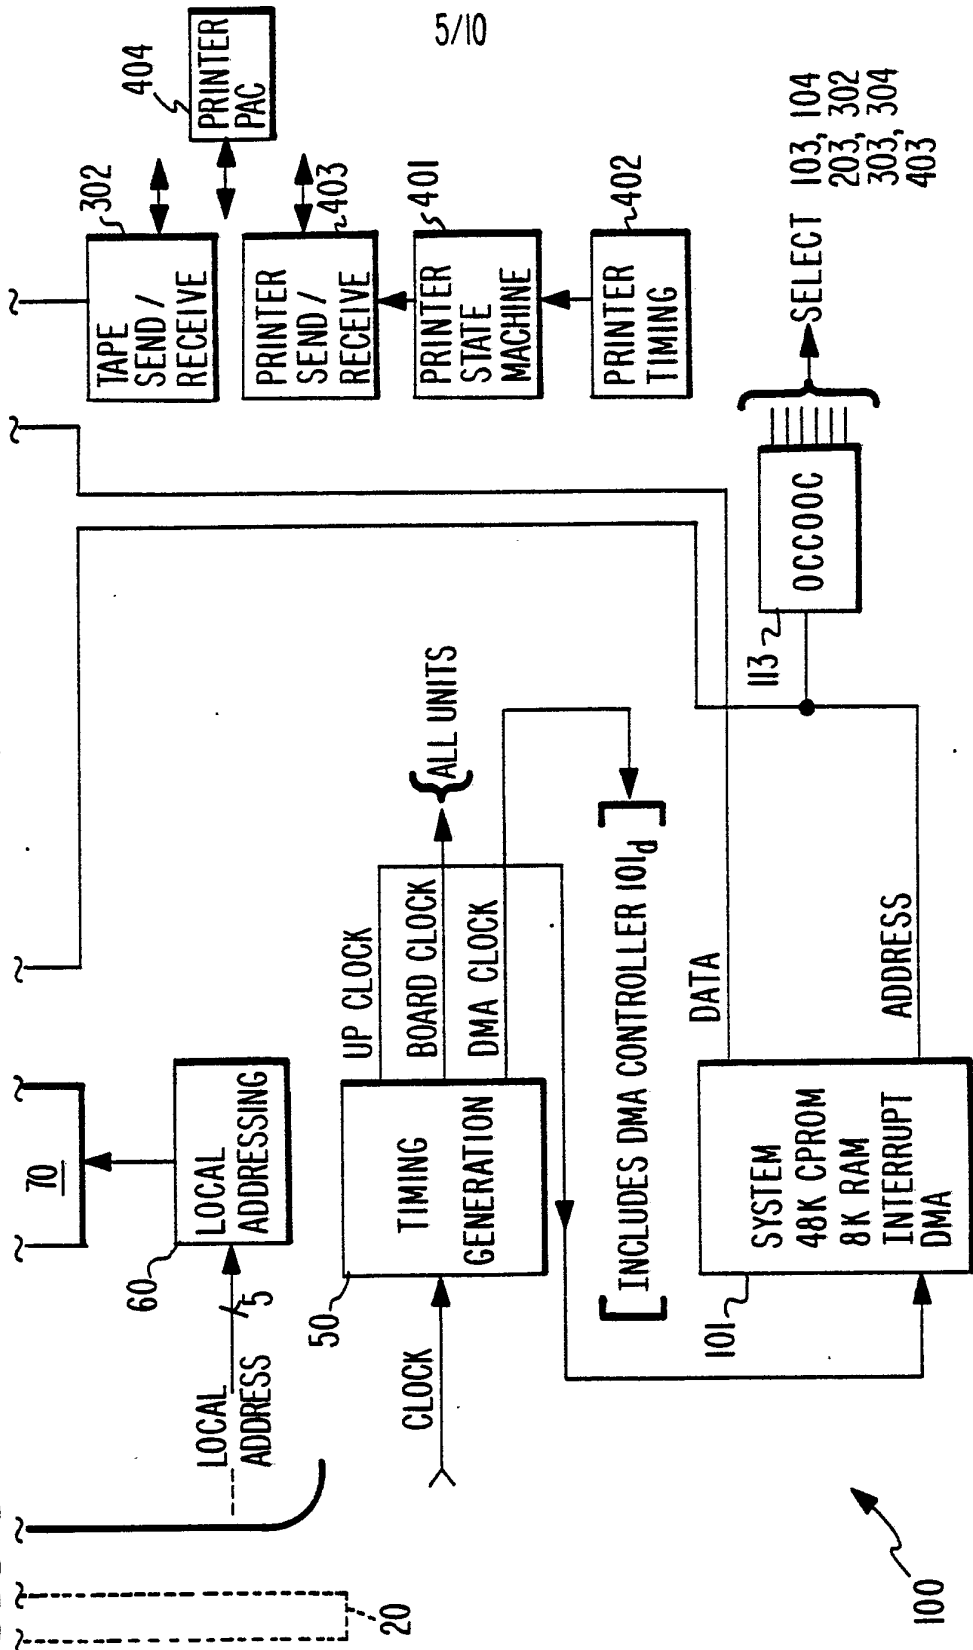 5/10
70
60
LOCAL
ADDRESSING
LOCAL
ADDRESS
5
20
302
TAPE
SEND /
RECEIVE
404
PRINTER
PAC
403
PRINTER
SEND /
RECEIVE
401
PRINTER
STATE
MACHINE
402
PRINTER
TIMING
CLOCK
50
TIMING
GENERATION
UP CLOCK
BOARD CLOCK
DMA CLOCK
ALL UNITS
[INCLUDES DMA CONTROLLER 101d]
101
SYSTEM
48K CPROM
8K RAM
INTERRUPT
DMA
DATA
ADDRESS
113
OCCOOC
SELECT 103, 104
203, 302
303, 304
403
100